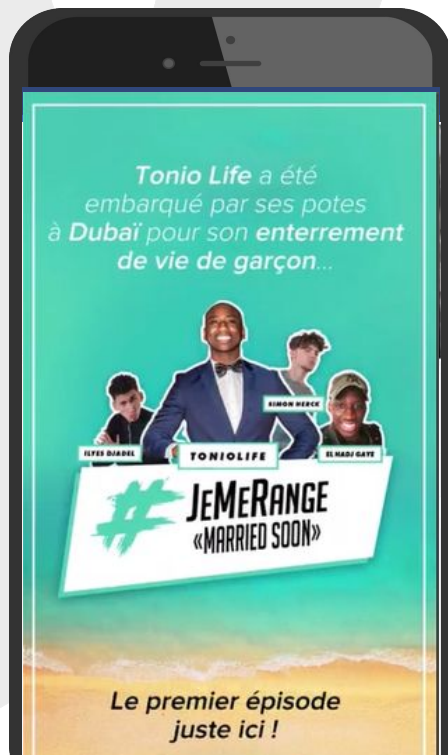 Tonio Life a été
embarqué par ses potes
à Dubaï pour son enterrement
de vie de garçon...
SIMON HERCK
ILYES DJADEL
TONIOLIFE
EL HADJ GAYE
#JEMERANGE
«MARRIED SOON»
Le premier épisode
juste ici !